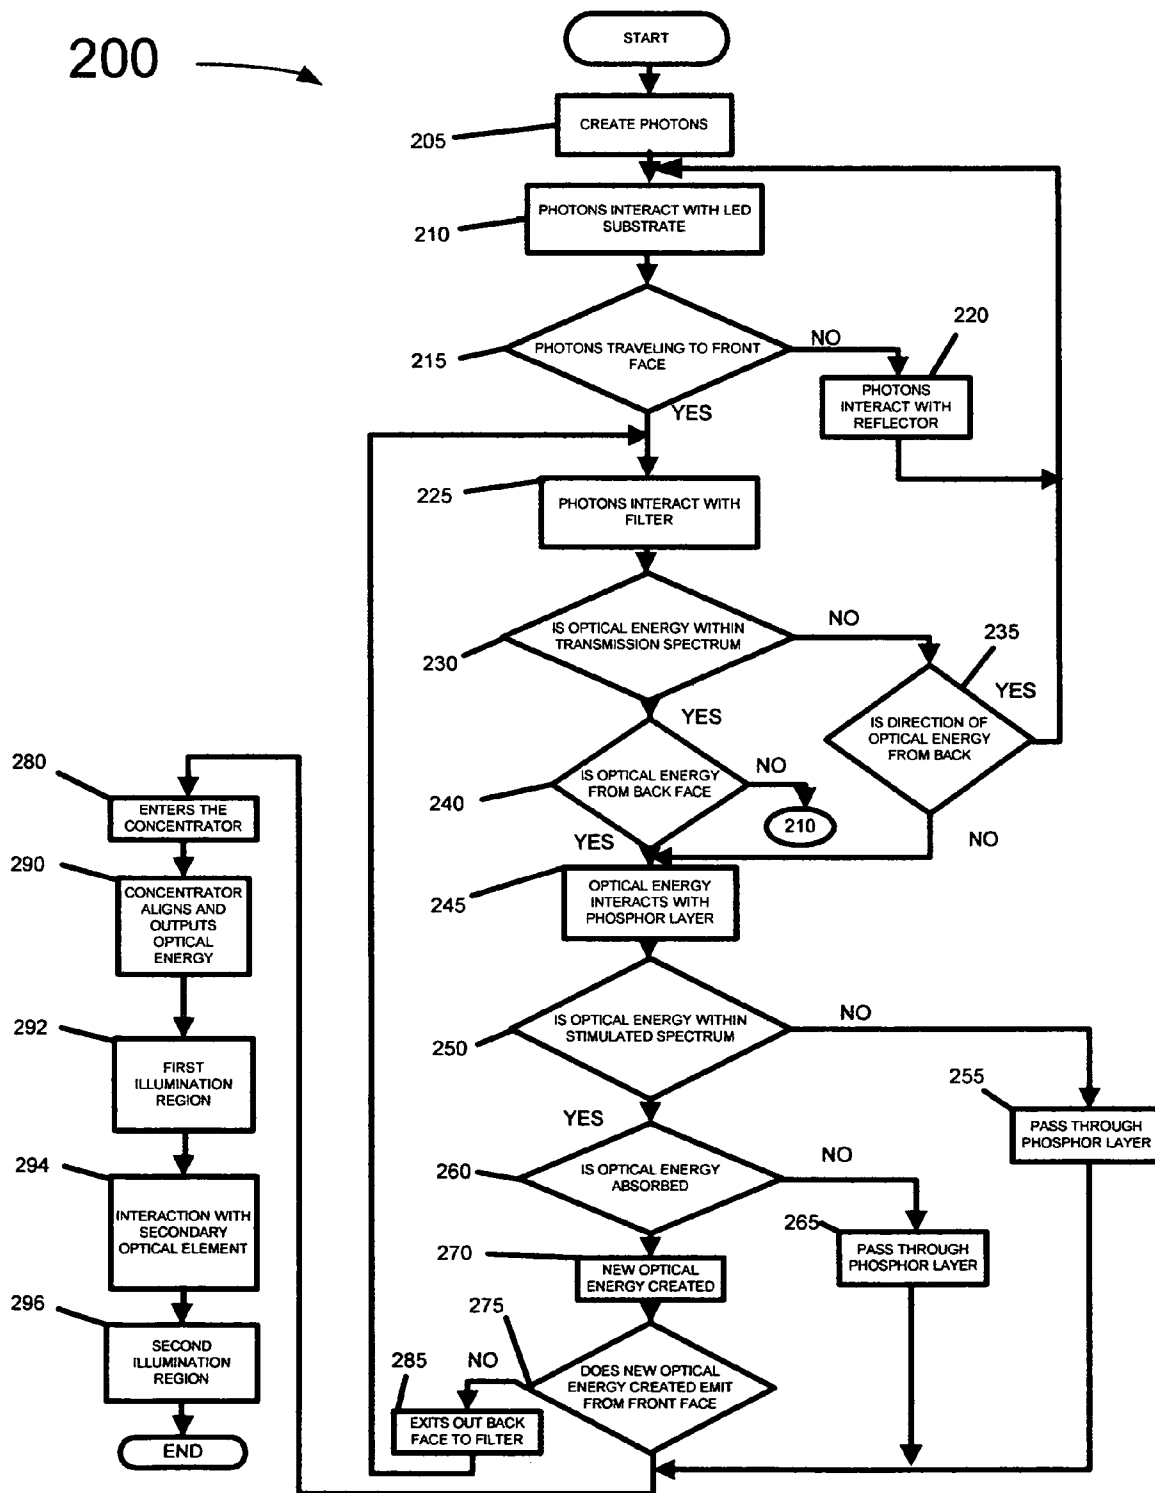 200
START
205
CREATE PHOTONS
210
PHOTONS INTERACT WITH LED
SUBSTRATE
215
PHOTONS TRAVELING TO FRONT
FACE
NO
220
PHOTONS
INTERACT WITH
REFLECTOR
YES
225
PHOTONS INTERACT WITH
FILTER
230
IS OPTICAL ENERGY WITHIN
TRANSMISSION SPECTRUM
NO
235
YES
IS DIRECTION OF
OPTICAL ENERGY
FROM BACK
NO
YES
240
IS OPTICAL ENERGY
FROM BACK FACE
NO
210
YES
245
OPTICAL ENERGY
INTERACTS WITH
PHOSPHOR LAYER
250
IS OPTICAL ENERGY WITHIN
STIMULATED SPECTRUM
NO
255
PASS THROUGH
PHOSPHOR LAYER
YES
260
IS OPTICAL ENERGY
ABSORBED
NO
265
PASS THROUGH
PHOSPHOR LAYER
270
NEW OPTICAL
ENERGY CREATED
275
DOES NEW OPTICAL
ENERGY CREATED EMIT
FROM FRONT FACE
NO
285
EXITS OUT BACK
FACE TO FILTER
280
ENTERS THE
CONCENTRATOR
290
CONCENTRATOR
ALIGNS AND
OUTPUTS
OPTICAL
ENERGY
292
FIRST
ILLUMINATION
REGION
294
INTERACTION WITH
SECONDARY
OPTICAL ELEMENT
296
SECOND
ILLUMINATION
REGION
END